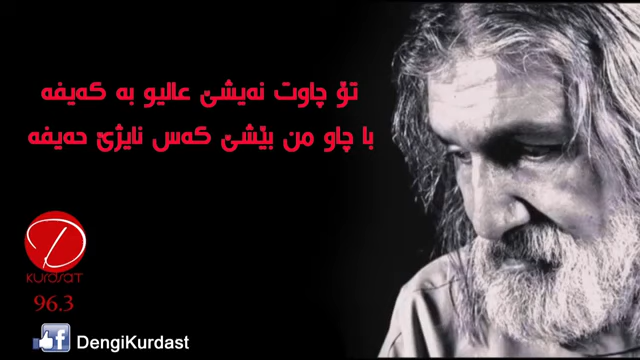 تۆ چاوت نەیشێ عالیو بە کەیفە
با چاو من بێشێ کەس نایژێ حەیفە
D
KURDSAT
96.3
f DengiKurdast